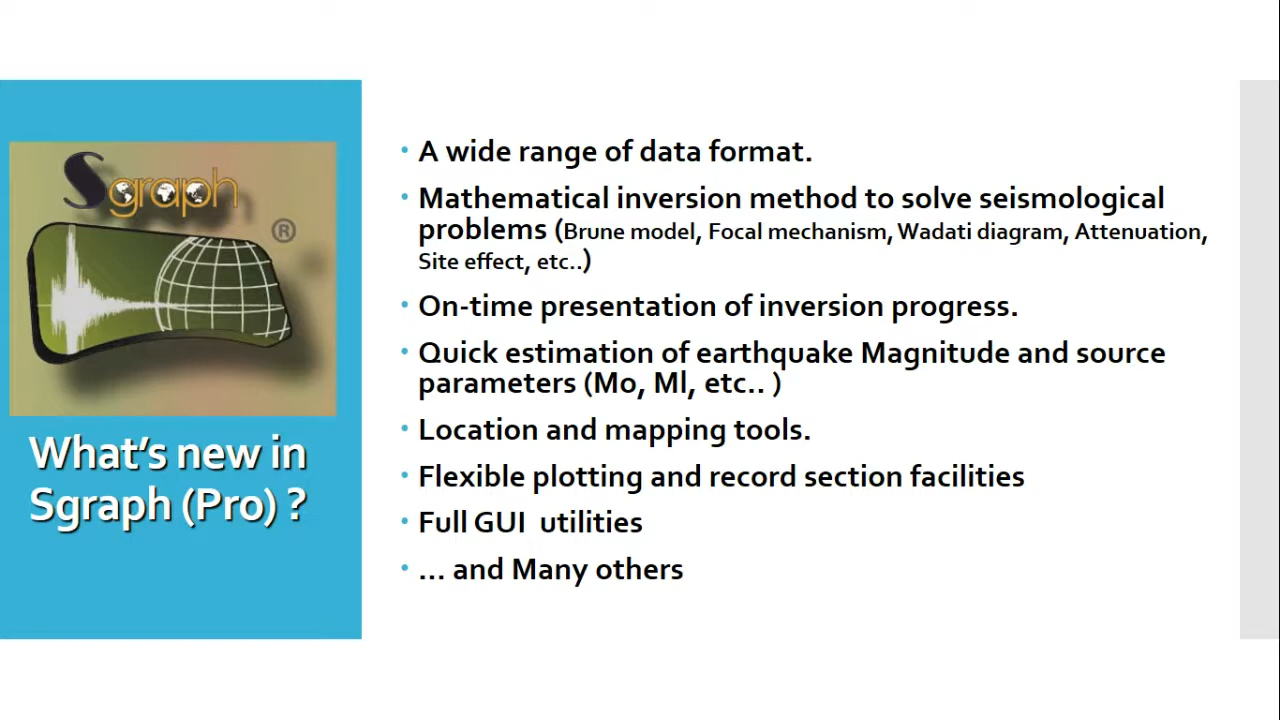 Sgraph
®
What's new in
Sgraph (Pro) ?
• A wide range of data format.
• Mathematical inversion method to solve seismological
problems (Brune model, Focal mechanism, Wadati diagram, Attenuation,
Site effect, etc..)
• On-time presentation of inversion progress.
• Quick estimation of earthquake Magnitude and source
parameters (Mo, Ml, etc.. )
• Location and mapping tools.
• Flexible plotting and record section facilities
• Full GUI  utilities
• … and Many others